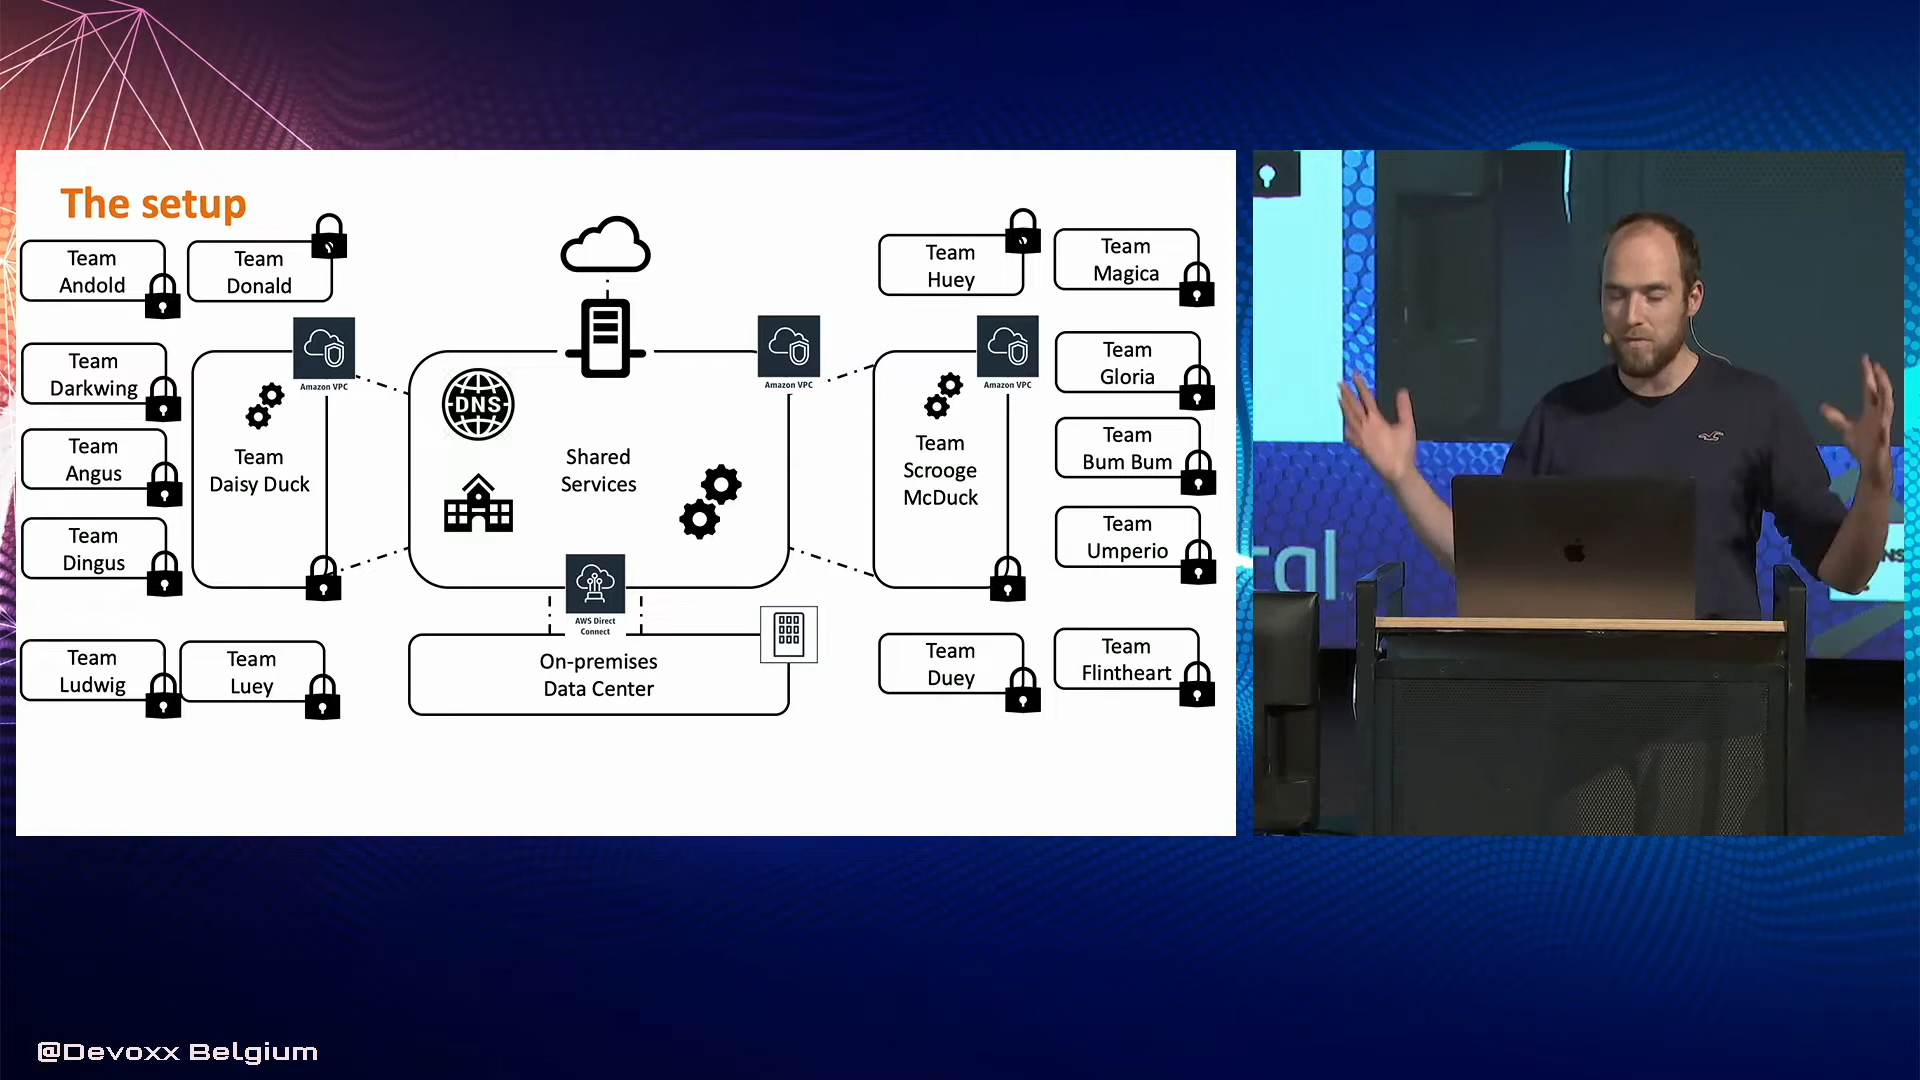 The setup
Team
Andold
Team
Donald
Team
Huey
Team
Magica
Team
Darkwing
Amazon VPC
Amazon VPC
Amazon VPC
Team
Gloria
DNS
Team
Angus
Team
Daisy Duck
Shared
Services
Team
Scrooge
McDuck
Team
Bum Bum
Team
Dingus
Team
Umperio
AWS Direct
Connect
Team
Ludwig
Team
Luey
On-premises
Data Center
Team
Duey
Team
Flintheart
@Devoxx Belgium